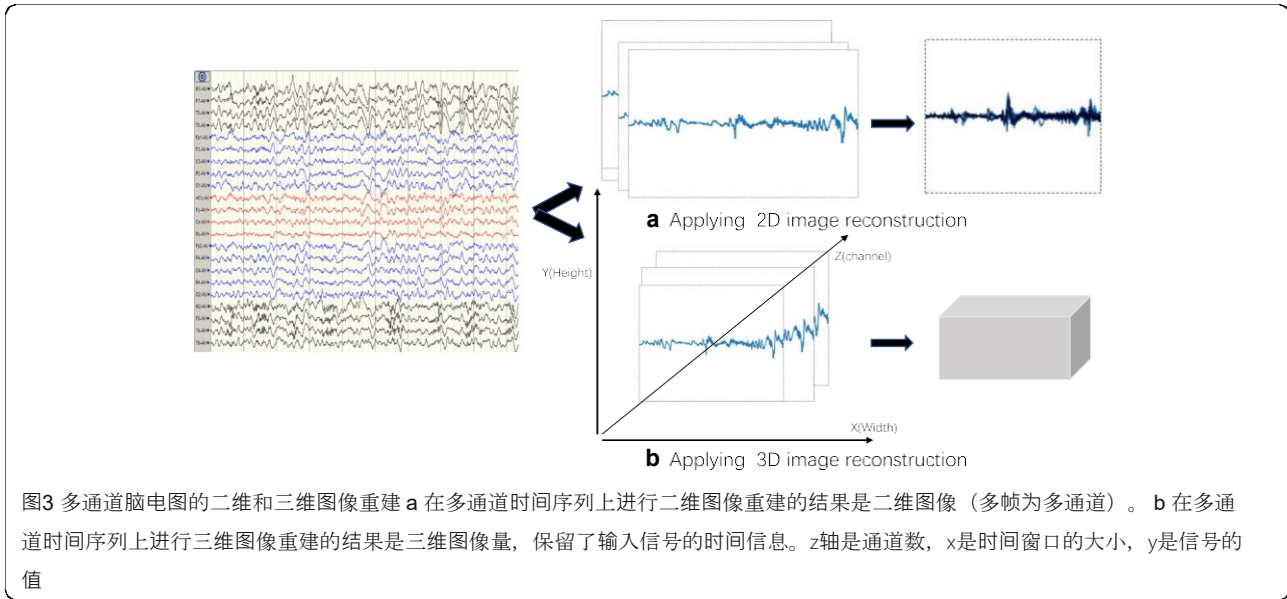 a Applying 2D image reconstruction
Y(Height)
Z(channel)
X(Width)
b Applying 3D image reconstruction
图3 多通道脑电图的二维和三维图像重建 a 在多通道时间序列上进行二维图像重建的结果是二维图像（多帧为多通道）。 b 在多
通道时间序列上进行三维图像重建的结果是三维图像量，保留了输入信号的时间信息。z轴是通道数，x是时间窗口的大小，y是信号的
值